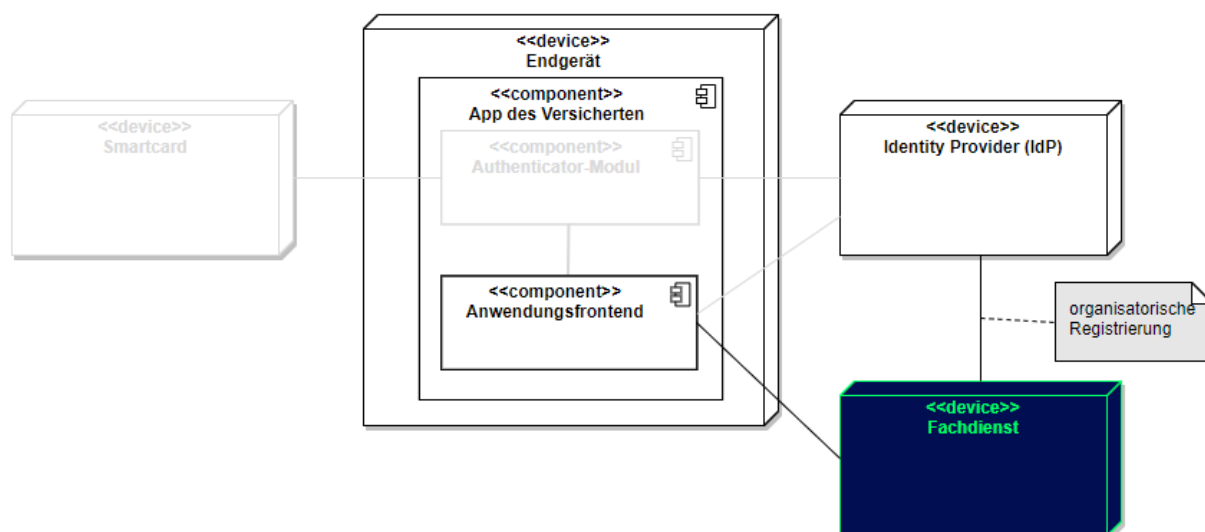 <<device>>
Endgerät
<<component>>
App des Versicherten
<<device>>
Smartcard
<<component>>
Authenticator-Modul
<<device>>
Identity Provider (IdP)
<<component>>
Anwendungsfrontend
organisatorische
Registrierung
<<device>>
Fachdienst